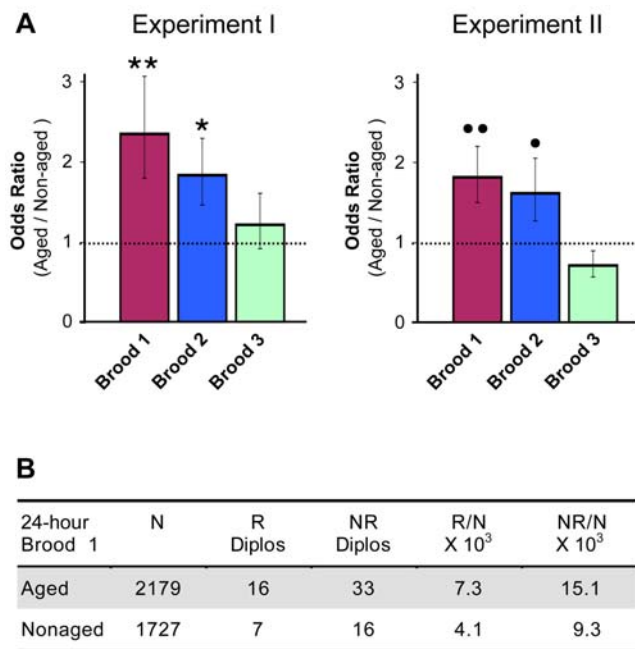 A
Experiment I
Experiment II
3
2
1
0
Odds Ratio
(Aged / Non-aged )
**
*
Brood 1
Brood 2
Brood 3
3
2
1
0
Odds Ratio
(Aged / Non-aged )
••
•
Brood 1
Brood 2
Brood 3
B
24-hour N R NR R/N NR/N
Brood 1 Diplos Diplos X 10³ X 10³
Aged 2179 16 33 7.3 15.1
Nonaged 1727 7 16 4.1 9.3